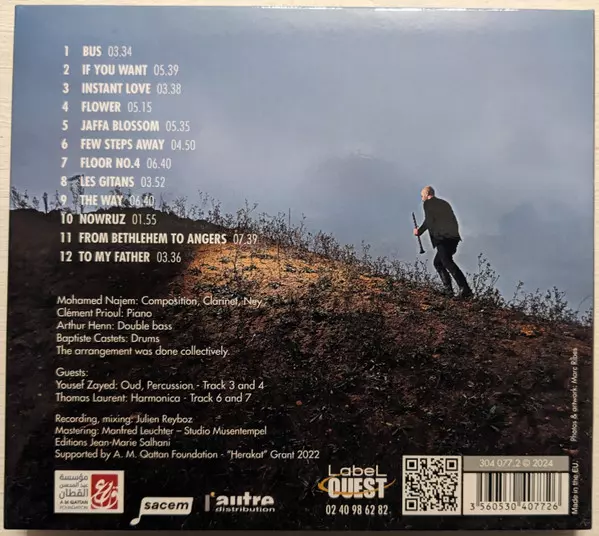 1 BUS 03.34
2 IF YOU WANT 05.39
3 INSTANT LOVE 03.38
4 FLOWER 05.15
5 JAFFA BLOSSOM 05.35
6 FEW STEPS AWAY 04.50
7 FLOOR NO.4 06.40
8 LES GITANS 03.52
9 THE WAY 06.40
10 NOWRUZ 01.55
11 FROM BETHLEHEM TO ANGERS 07.39
12 TO MY FATHER 03.36
Mohamed Najem: Composition, Clarinet, Ney
Clément Prioul: Piano
Arthur Henn: Double bass
Baptiste Castets: Drums
The arrangement was done collectively.
Guests:
Yousef Zayed: Oud, Percussion - Track 3 and 4
Thomas Laurent: Harmonica - Track 6 and 7
Recording, mixing: Julien Reyboz
Mastering: Manfred Leuchter – Studio Musentempel
Editions Jean-Marie Salhani
Supported by A. M. Qattan Foundation - "Herakat" Grant 2022
مؤسسة
عبد المحسن
القطان
A.M. QATTAN
FOUNDATION
sacem
l'autre
distribution
LabeL
OUEST
02 40 98 62 82
304 077.2 © 2024
3 560530 407726
Made in the EU.
Photos & artwork: Marc